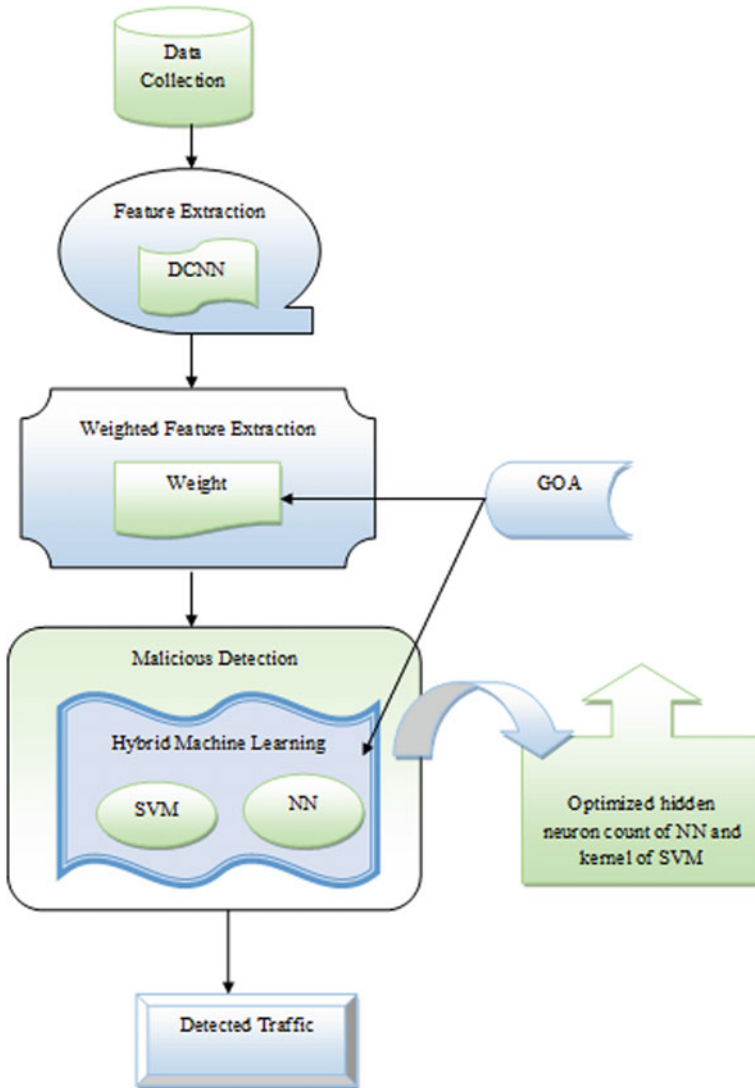 Data
Collection
Feature Extraction
DCNN
Weighted Feature Extraction
Weight
GOA
Malicious Detection
Hybrid Machine Learning
SVM
NN
Optimized hidden
neuron count of NN and
kernel of SVM
Detected Traffic